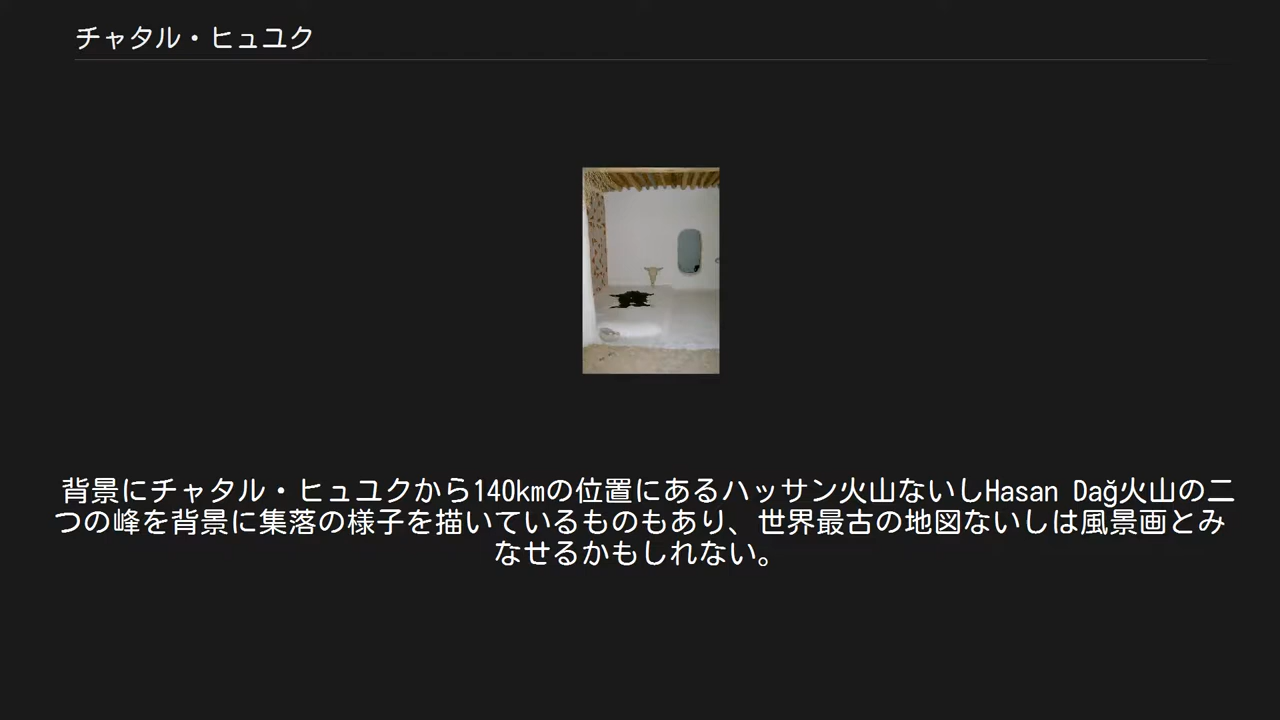 チャタル・ヒュユク
背景にチャタル・ヒュユクから140kmの位置にあるハッサン火山ないしHasan Dağ火山の二
つの峰を背景に集落の様子を描いているものもあり、世界最古の地図ないしは風景画とみ
なせるかもしれない。